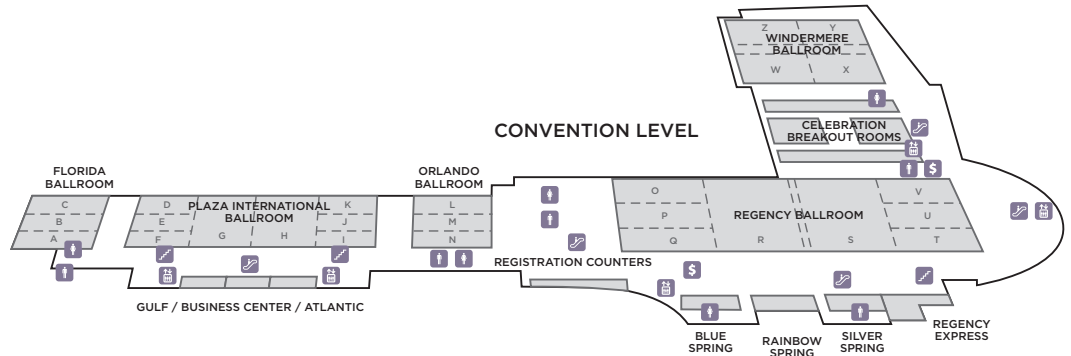 Z Y
WINDERMERE
BALLROOM
W X
CONVENTION LEVEL
CELEBRATION
BREAKOUT ROOMS
$
FLORIDA
BALLROOM
ORLANDO
BALLROOM
C
B
A
D
E
F
PLAZA INTERNATIONAL
BALLROOM
G H
K
J
I
L
M
N
O
P
Q
REGENCY BALLROOM
R S
V
U
T
REGISTRATION COUNTERS
$
GULF / BUSINESS CENTER / ATLANTIC
BLUE
SPRING
RAINBOW
SPRING
SILVER
SPRING
REGENCY
EXPRESS